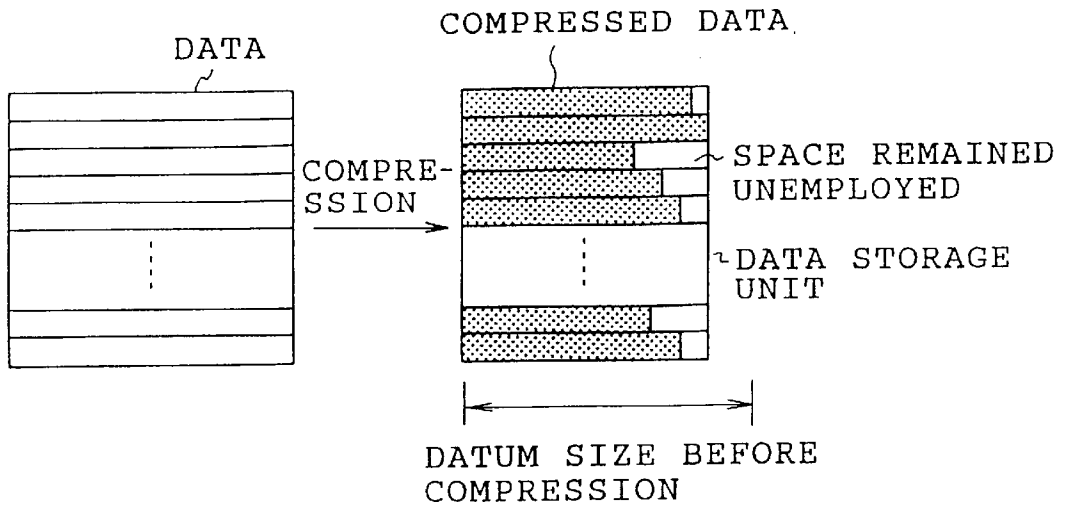 DATA
COMPRESSED DATA
COMPRE-
SSION
SPACE REMAINED
UNEMPLOYED
DATA STORAGE
UNIT
DATUM SIZE BEFORE
COMPRESSION